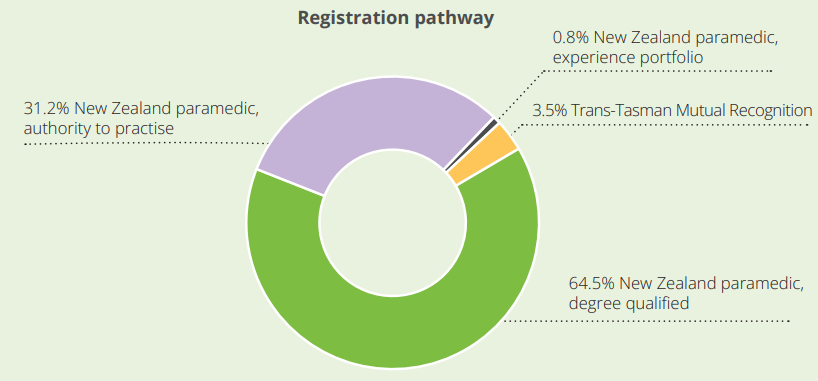 Registration pathway
0.8% New Zealand paramedic,
experience portfolio
31.2% New Zealand paramedic,
authority to practise
3.5% Trans-Tasman Mutual Recognition
64.5% New Zealand paramedic,
degree qualified